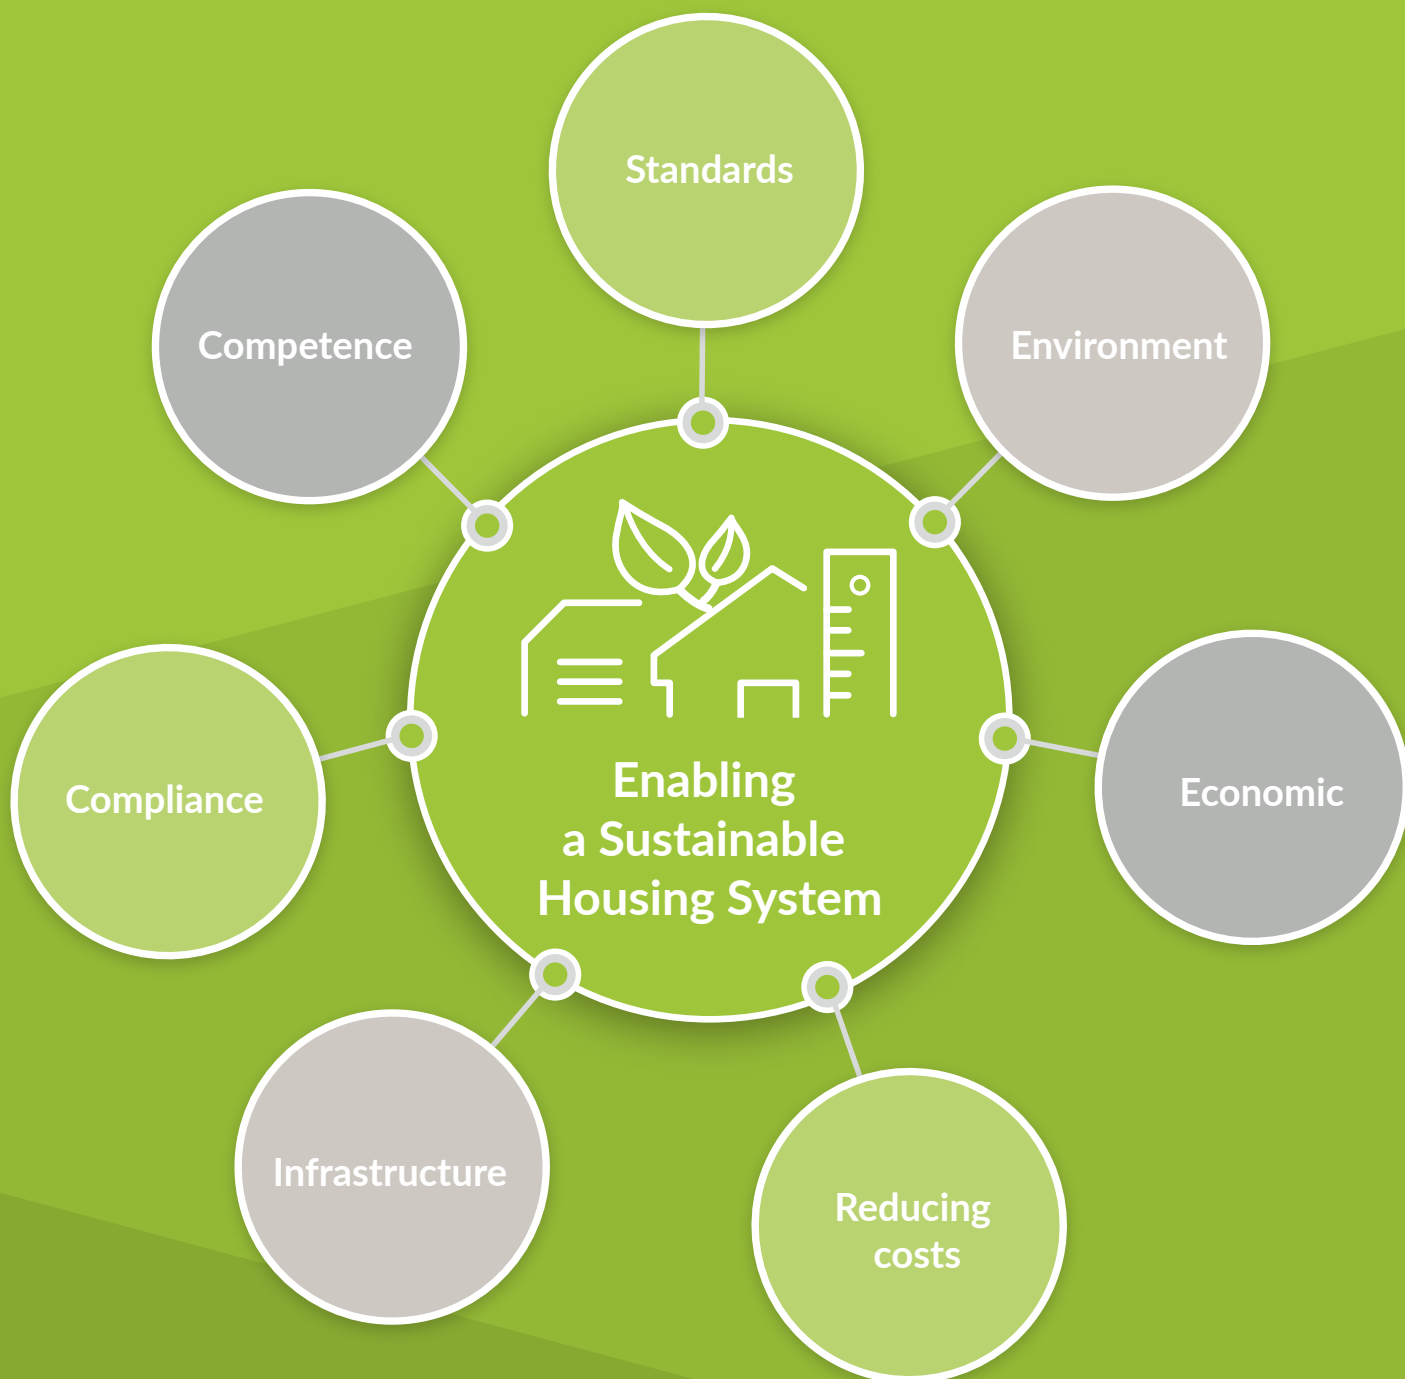 Standards
Competence
Environment
Enabling
a Sustainable
Housing System
Compliance
Economic
Infrastructure
Reducing
costs